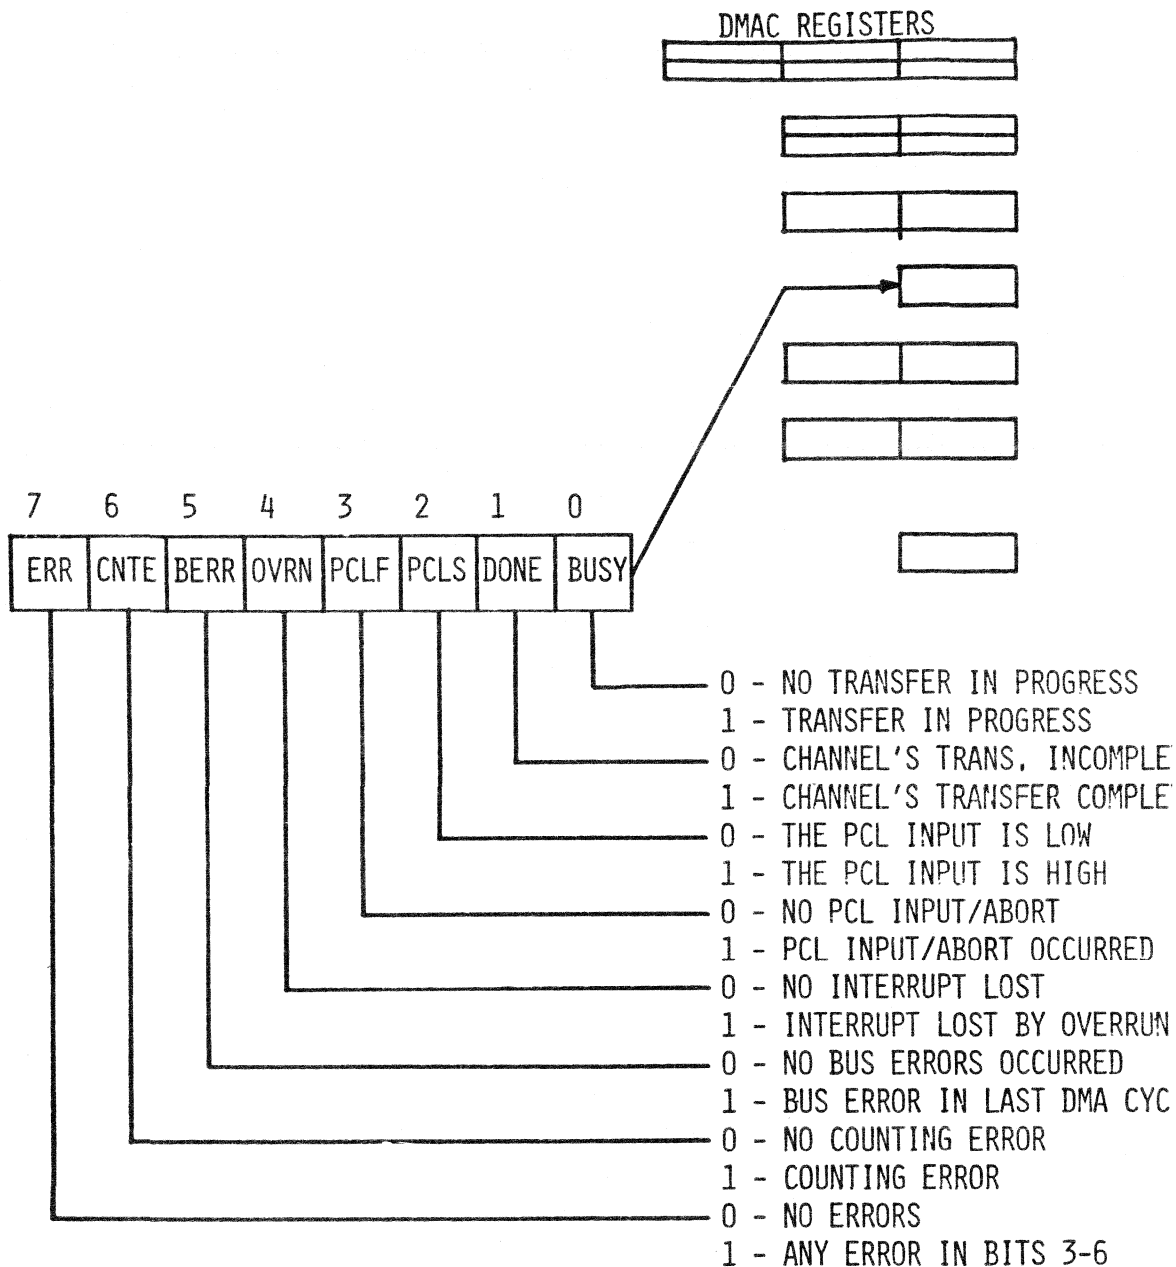 DMAC REGISTERS
7 6 5 4 3 2 1 0
ERR CNTE BERR OVRN PCLF PCLS DONE BUSY
0 - NO TRANSFER IN PROGRESS
1 - TRANSFER IN PROGRESS
0 - CHANNEL'S TRANS. INCOMPLE
1 - CHANNEL'S TRANSFER COMPLE
0 - THE PCL INPUT IS LOW
1 - THE PCL INPUT IS HIGH
0 - NO PCL INPUT/ABORT
1 - PCL INPUT/ABORT OCCURRED
0 - NO INTERRUPT LOST
1 - INTERRUPT LOST BY OVERRUN
0 - NO BUS ERRORS OCCURRED
1 - BUS ERROR IN LAST DMA CYC
0 - NO COUNTING ERROR
1 - COUNTING ERROR
0 - NO ERRORS
1 - ANY ERROR IN BITS 3-6